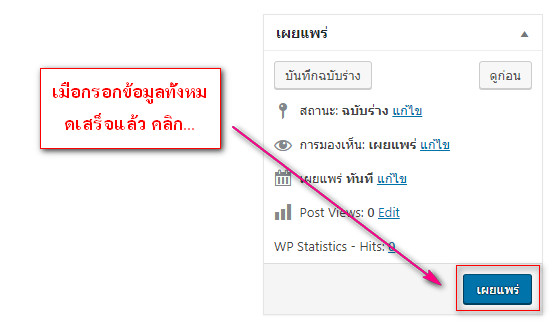 เผยแพร่
บันทึกฉบับร่าง
ดูก่อน
เมื่อกรอกข้อมูลทั้งหม
ดเสร็จแล้ว คลิก...
สถานะ: ฉบับร่าง แก้ไข
การมองเห็น: เผยแพร่ แก้ไข
เผยแพร่ ทันที แก้ไข
Post Views: 0 Edit
WP Statistics - Hits: 0
เผยแพร่